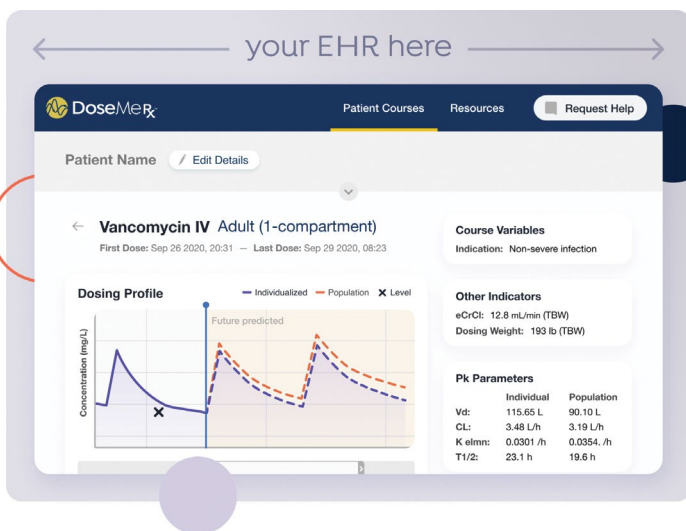 your EHR here
DoseMeRx
Patient Courses
Resources
Request Help
Patient Name
Edit Details
Vancomycin IV Adult (1-compartment)
First Dose: Sep 26 2020, 20:31 — Last Dose: Sep 29 2020, 08:23
Dosing Profile
Individualized
Population
X Level
Future predicted
Concentration (mg/L)
Course Variables
Indication: Non-severe infection
Other Indicators
eCrCl: 12.8 mL/min (TBW)
Dosing Weight: 193 lb (TBW)
Pk Parameters
Individual Population
Vd: 115.65 L 90.10 L
CL: 3.48 L/h 3.19 L/h
K elmn: 0.0301 /h 0.0354. /h
T1/2: 23.1 h 19.6 h